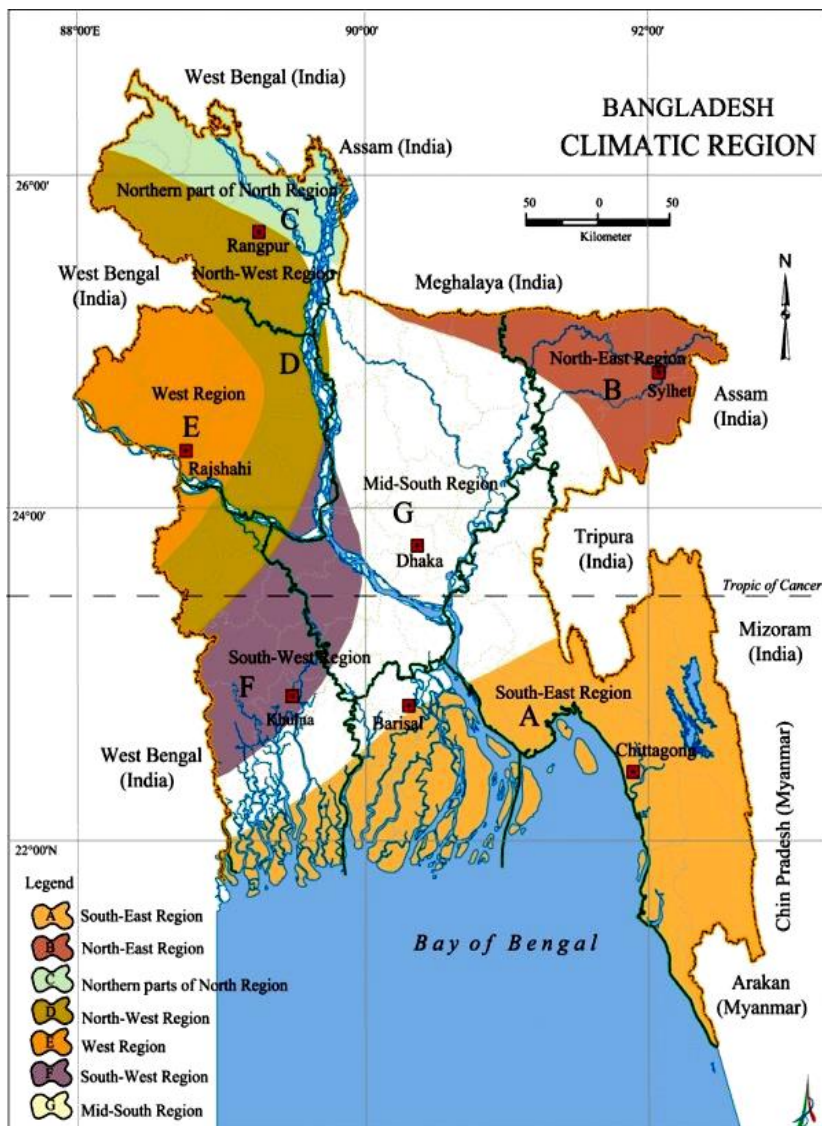 88°00'E
90°00'
92°00'
West Bengal (India)
BANGLADESH
CLIMATIC REGION
Assam (India)
26°00'
Northern part of North Region
C
50 0 50
Kilometer
Rangpur
N
West Bengal
(India)
North-West Region
Meghalaya (India)
North-East Region
D
B
Sylhet
West Region
Assam
(India)
E
Rajshahi
Mid-South Region
G
24°00'
Dhaka
Tripura
(India)
Tropic of Cancer
Mizoram
(India)
South-West Region
F
Khulna
South-East Region
A
Barisal
West Bengal
(India)
Chittagong
Chin Pradesh (Myanmar)
22°00'N
Legend
A South-East Region
B North-East Region
C Northern parts of North Region
D North-West Region
E West Region
F South-West Region
G Mid-South Region
Bay of Bengal
Arakan
(Myanmar)